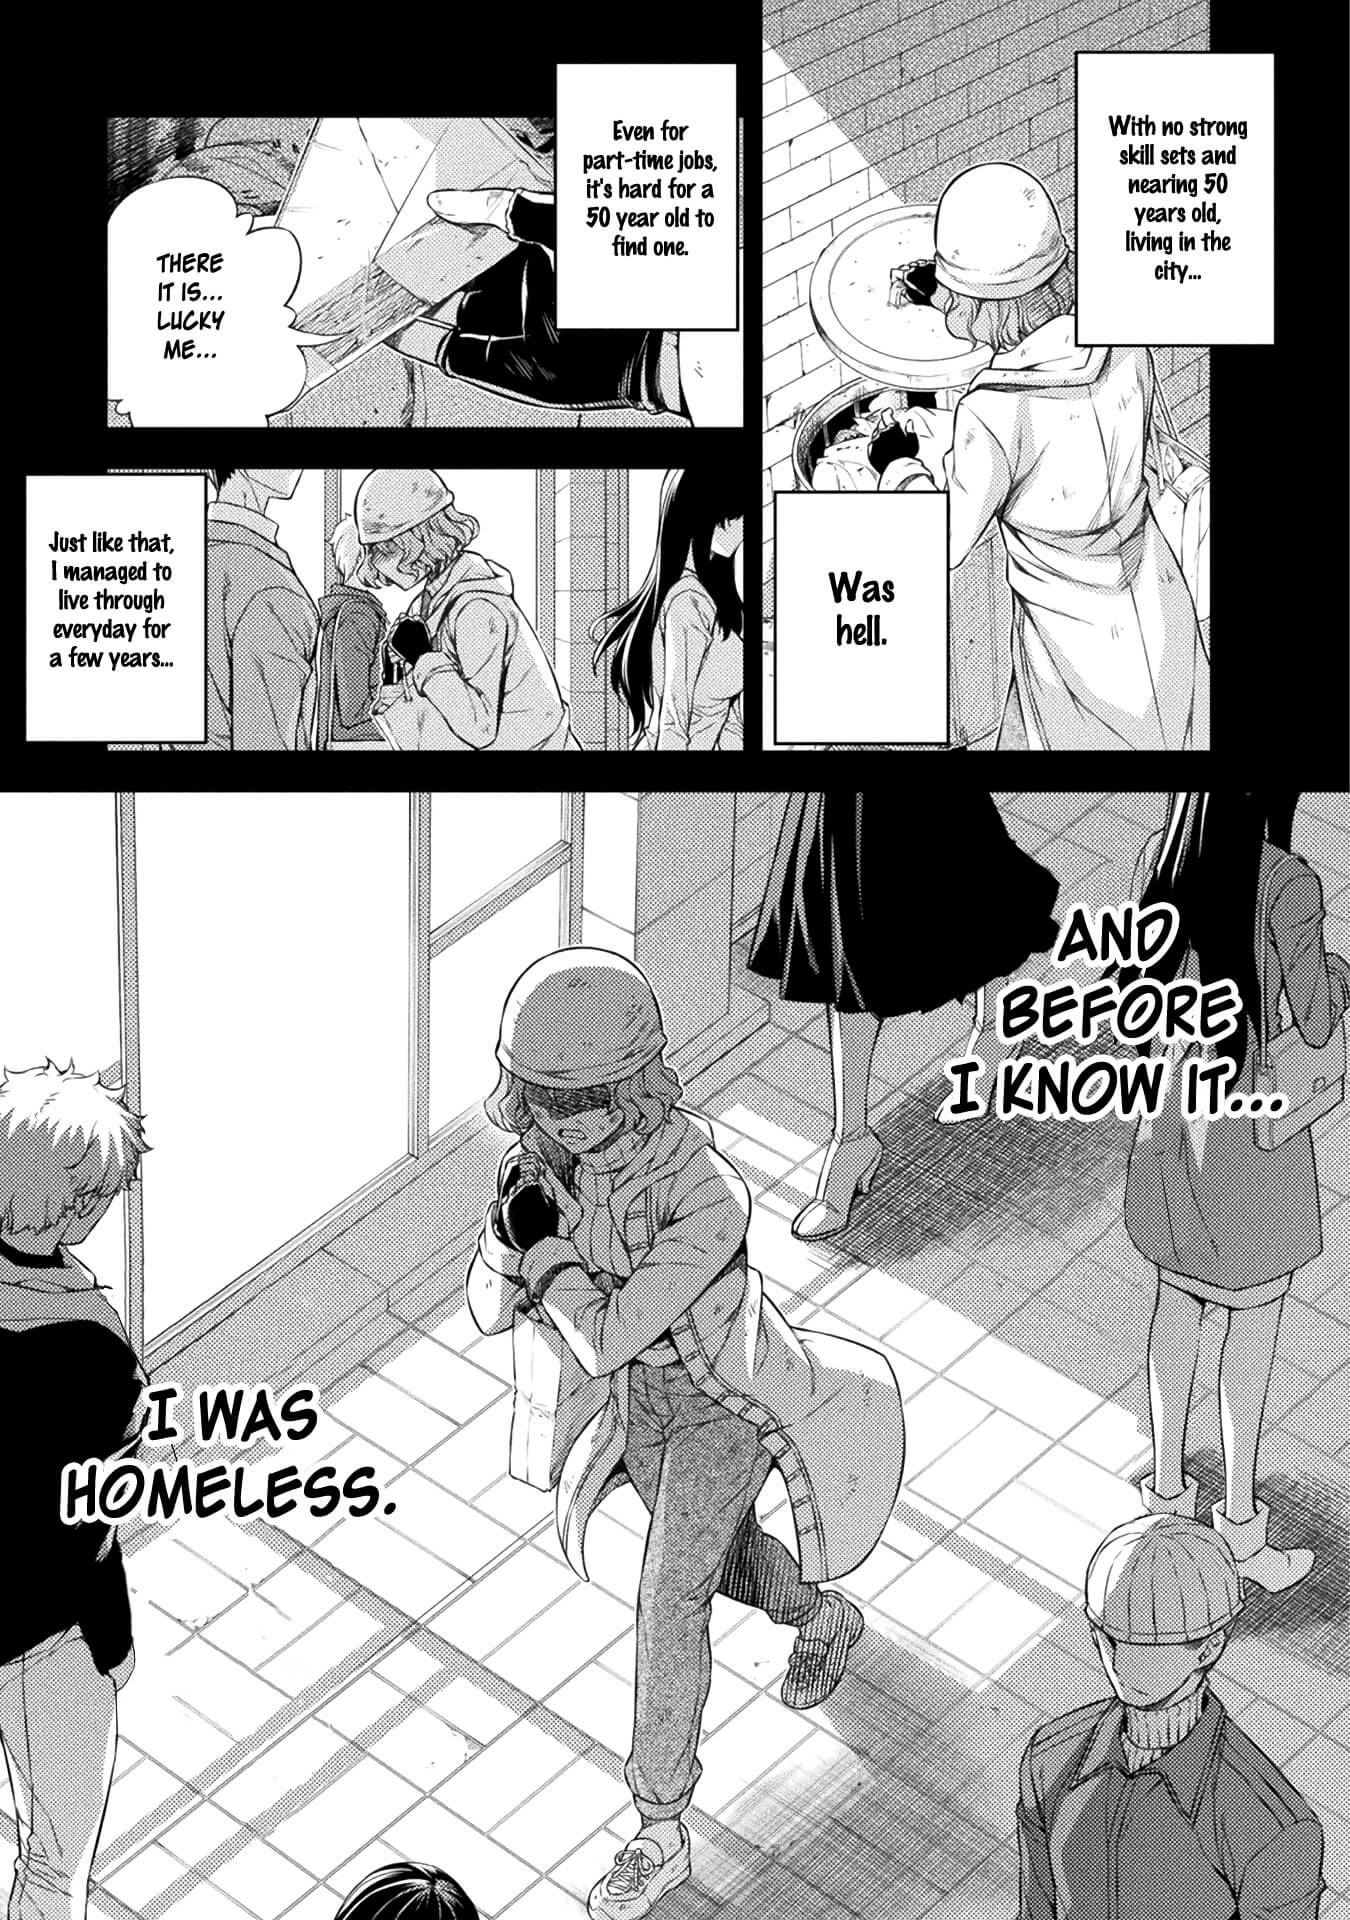 With no strong
skill sets and
nearing 50
years old,
living in the
city...
Was
hell.
Even for
part-time jobs,
it's hard for a
50 year old to
find one.
THERE
IT IS...
LUCKY
ME...
Just like that,
I managed to
live through
everyday for
a few years...
AND
BEFORE
I KNOW IT...
I WAS
HOMELESS.